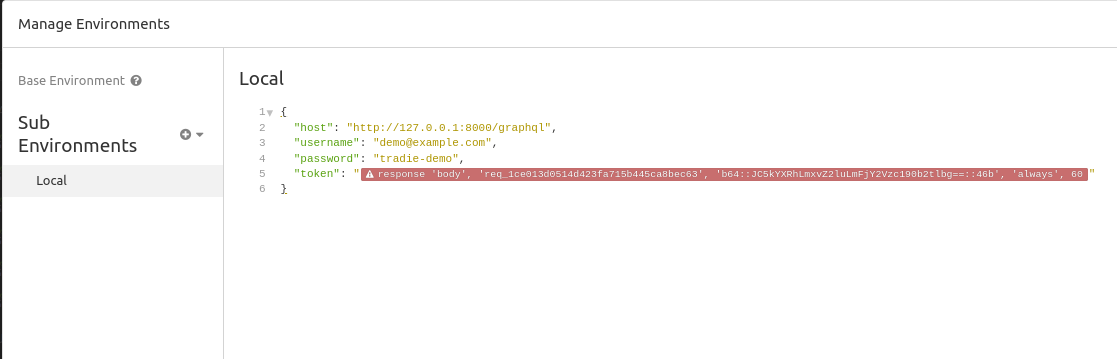 Manage Environments
Base Environment
Sub Environments
Local
Local
1 {
2 "host": "http://127.0.0.1:8000/graphql",
3 "username": "demo@example.com",
4 "password": "tradie-demo",
5 "token": " response 'body', 'req_1ce013d0514d423fa715b445ca8bec63', 'b64::JC5kYXRhLmxvZ2luLmFjY2Vzc190b2tlbg==::46b', 'always', 60 "
6 }